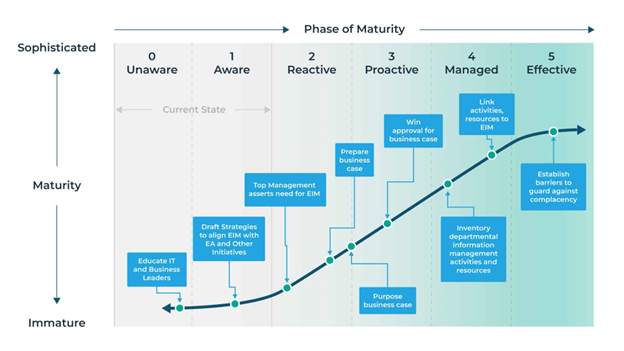 Phase of Maturity
Sophisticated
Maturity
Immature
0
Unaware
1
Aware
2
Reactive
3
Proactive
4
Managed
5
Effective
Current State
Educate IT
and Business
Leaders
Draft Strategies
to align EIM with
EA and Other
Initiatives
Top Management
asserts need for EIM
Prepare
business
case
Purpose
business case
Win
approval for
business case
Inventory
departmental
information
management
activities and
resources
Link
activities,
resources to
EIM
Establish
barriers to
guard against
complacency